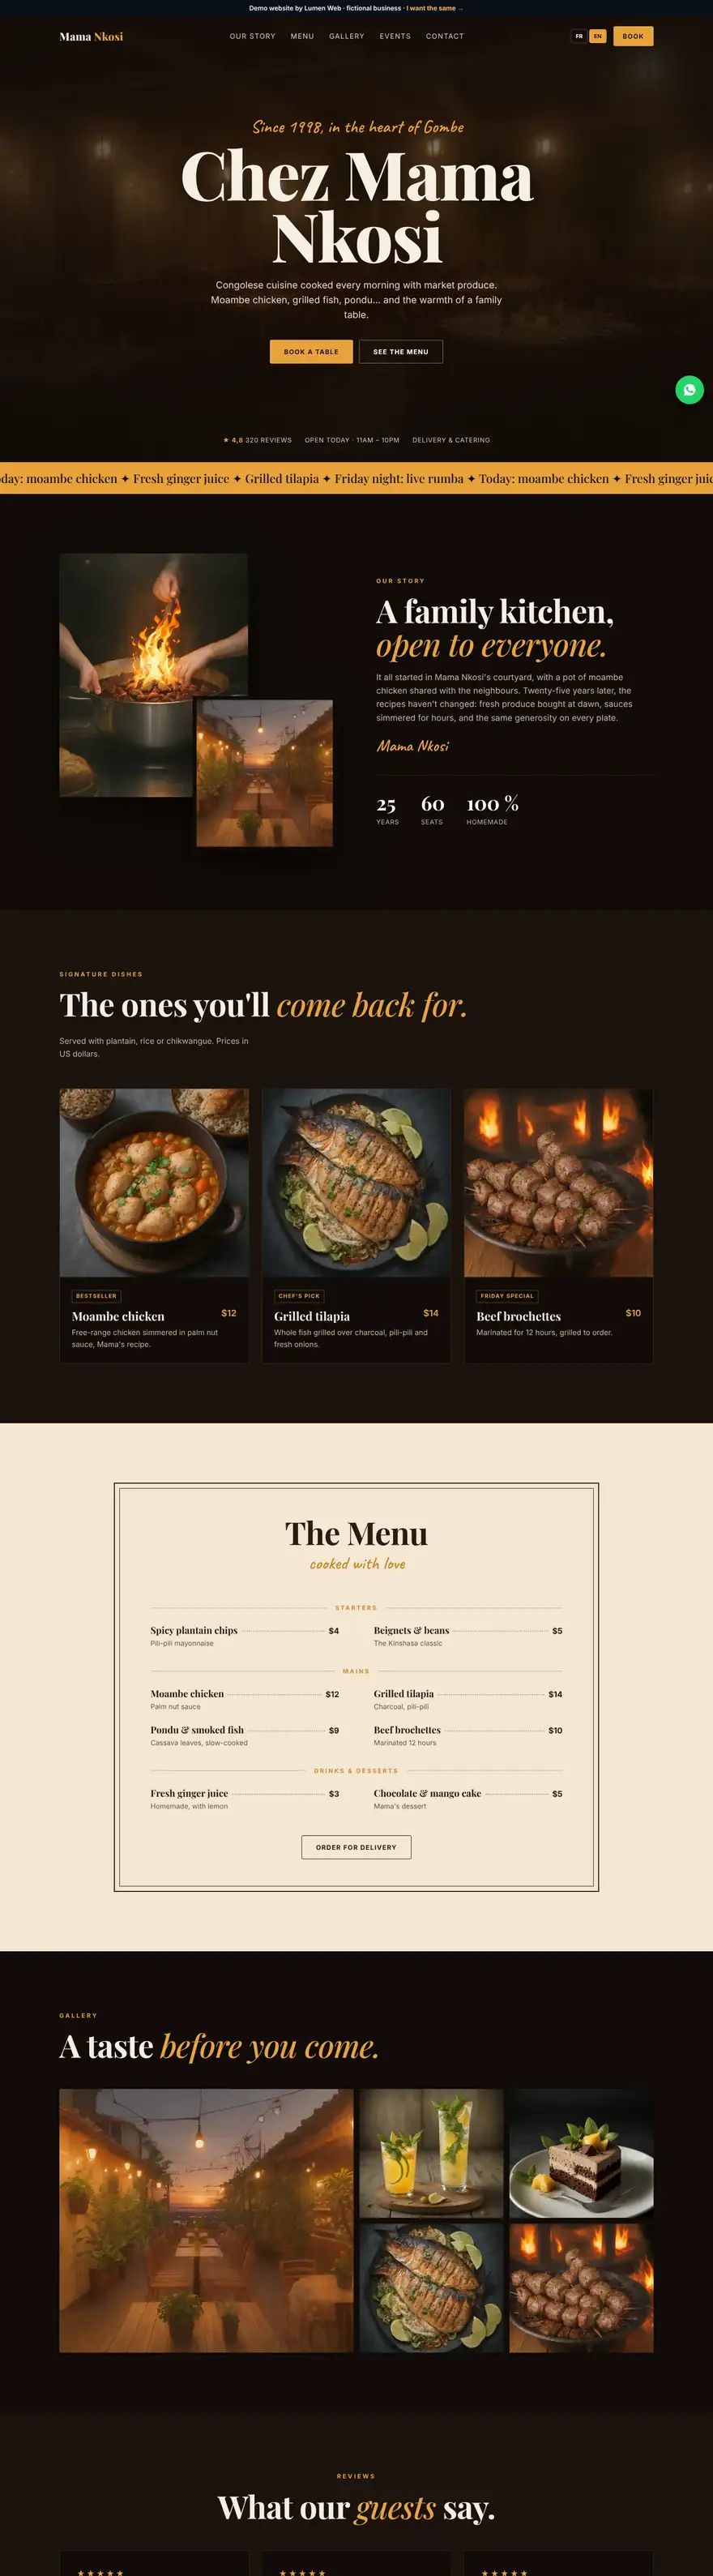 Demo website by Lumen Web · fictional business · I want the same →
Mama Nkosi
OUR STORY MENU GALLERY EVENTS CONTACT
FR EN BOOK
Since 1998, in the heart of Gombe
Chez Mama
Nkosi
Congolese cuisine cooked every morning with market produce.
Moambe chicken, grilled fish, pondu... and the warmth of a family
table.
BOOK A TABLE SEE THE MENU
★ 4,8 320 REVIEWS OPEN TODAY · 11AM – 10PM DELIVERY & CATERING
day: moambe chicken ✦ Fresh ginger juice ✦ Grilled tilapia ✦ Friday night: live rumba ✦ Today: moambe chicken ✦ Fresh ginger juic
OUR STORY
A family kitchen,
open to everyone.
It all started in Mama Nkosi's courtyard, with a pot of moambe
chicken shared with the neighbours. Twenty-five years later, the
recipes haven't changed: fresh produce bought at dawn, sauces
simmered for hours, and the same generosity on every plate.
Mama Nkosi
25 60 100 %
YEARS SEATS HOMEMADE
SIGNATURE DISHES
The ones you'll come back for.
Served with plantain, rice or chikwangue. Prices in
US dollars.
BESTSELLER
Moambe chicken $12
Free-range chicken simmered in palm nut
sauce, Mama's recipe.
CHEF'S PICK
Grilled tilapia $14
Whole fish grilled over charcoal, pili-pili and
fresh onions.
FRIDAY SPECIAL
Beef brochettes $10
Marinated for 12 hours, grilled to order.
The Menu
cooked with love
STARTERS
Spicy plantain chips $4
Pili-pili mayonnaise
Beignets & beans $5
The Kinshasa classic
MAINS
Moambe chicken $12
Palm nut sauce
Grilled tilapia $14
Charcoal, pili-pili
Pondu & smoked fish $9
Cassava leaves, slow-cooked
Beef brochettes $10
Marinated 12 hours
DRINKS & DESSERTS
Fresh ginger juice $3
Homemade, with lemon
Chocolate & mango cake $5
Mama's dessert
ORDER FOR DELIVERY
GALLERY
A taste before you come.
REVIEWS
What our guests say.
★★★★★ ★★★★★ ★★★★★